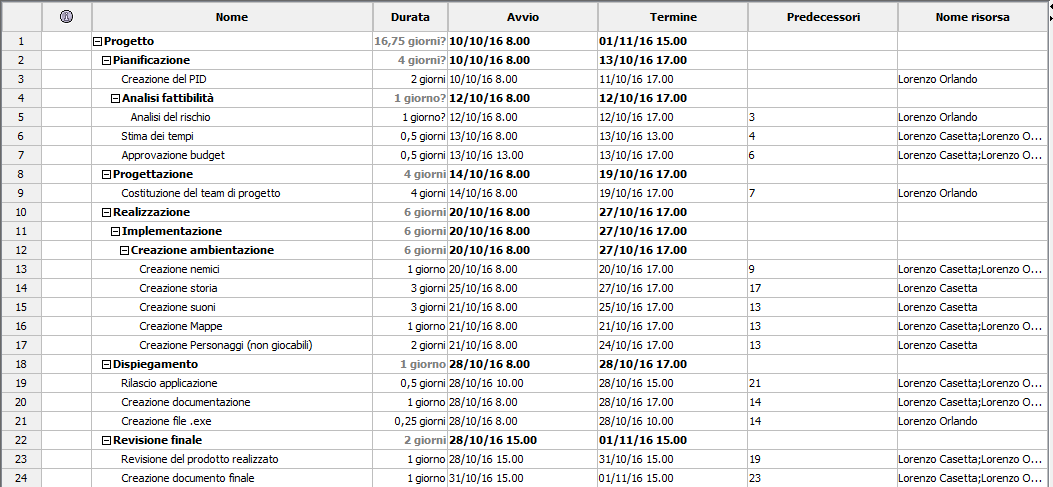 Nome Durata Avvio Termine Predecessori Nome risorsa
1 Progetto 16,75 giorni? 10/10/16 8.00 01/11/16 15.00
2 Pianificazione 4 giorni? 10/10/16 8.00 13/10/16 17.00
3 Creazione del PID 2 giorni 10/10/16 8.00 11/10/16 17.00 Lorenzo Orlando
4 Analisi fattibilità 1 giorno? 12/10/16 8.00 12/10/16 17.00
5 Analisi del rischio 1 giorno? 12/10/16 8.00 12/10/16 17.00 3 Lorenzo Orlando
6 Stima dei tempi 0,5 giorni 13/10/16 8.00 13/10/16 13.00 4 Lorenzo Casetta;Lorenzo O...
7 Approvazione budget 0,5 giorni 13/10/16 13.00 13/10/16 17.00 6 Lorenzo Casetta;Lorenzo O...
8 Progettazione 4 giorni 14/10/16 8.00 19/10/16 17.00
9 Costituzione del team di progetto 4 giorni 14/10/16 8.00 19/10/16 17.00 7 Lorenzo Orlando
10 Realizzazione 6 giorni 20/10/16 8.00 27/10/16 17.00
11 Implementazione 6 giorni 20/10/16 8.00 27/10/16 17.00
12 Creazione ambientazione 6 giorni 20/10/16 8.00 27/10/16 17.00
13 Creazione nemici 1 giorno 20/10/16 8.00 20/10/16 17.00 9 Lorenzo Casetta;Lorenzo O...
14 Creazione storia 3 giorni 25/10/16 8.00 27/10/16 17.00 17 Lorenzo Casetta
15 Creazione suoni 3 giorni 21/10/16 8.00 25/10/16 17.00 13 Lorenzo Casetta
16 Creazione Mappe 1 giorno 21/10/16 8.00 21/10/16 17.00 13 Lorenzo Casetta;Lorenzo O...
17 Creazione Personaggi (non giocabili) 2 giorni 21/10/16 8.00 24/10/16 17.00 13 Lorenzo Casetta
18 Dispiegamento 1 giorno 28/10/16 8.00 28/10/16 17.00
19 Rilascio applicazione 0,5 giorni 28/10/16 10.00 28/10/16 15.00 21 Lorenzo Casetta;Lorenzo O...
20 Creazione documentazione 1 giorno 28/10/16 8.00 28/10/16 17.00 14 Lorenzo Casetta;Lorenzo O...
21 Creazione file .exe 0,25 giorni 28/10/16 8.00 28/10/16 10.00 14 Lorenzo Orlando
22 Revisione finale 2 giorni 28/10/16 15.00 01/11/16 15.00
23 Revisione del prodotto realizzato 1 giorno 28/10/16 15.00 31/10/16 15.00 19 Lorenzo Casetta;Lorenzo O...
24 Creazione documento finale 1 giorno 31/10/16 15.00 01/11/16 15.00 23 Lorenzo Casetta;Lorenzo O...